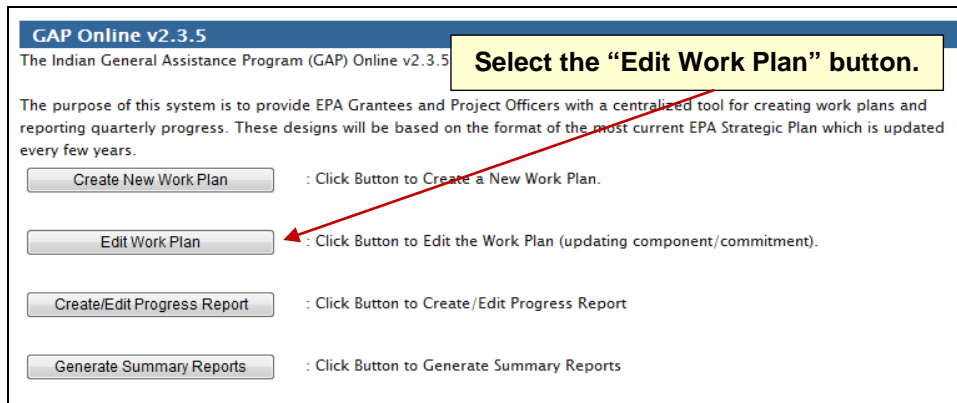 GAP Online v2.3.5
The Indian General Assistance Program (GAP) Online v2.3.5
Select the “Edit Work Plan” button.
The purpose of this system is to provide EPA Grantees and Project Officers with a centralized tool for creating work plans and
reporting quarterly progress. These designs will be based on the format of the most current EPA Strategic Plan which is updated
every few years.
Create New Work Plan : Click Button to Create a New Work Plan.
Edit Work Plan : Click Button to Edit the Work Plan (updating component/commitment).
Create/Edit Progress Report : Click Button to Create/Edit Progress Report
Generate Summary Reports : Click Button to Generate Summary Reports